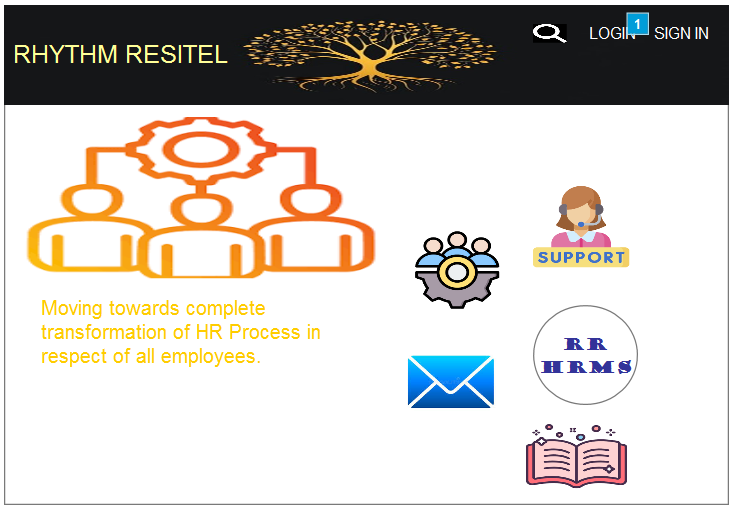 RHYTHM RESITEL
LOGIN
1
SIGN IN
Moving towards complete
transformation of HR Process in
respect of all employees.
SUPPORT
RR
HRMS